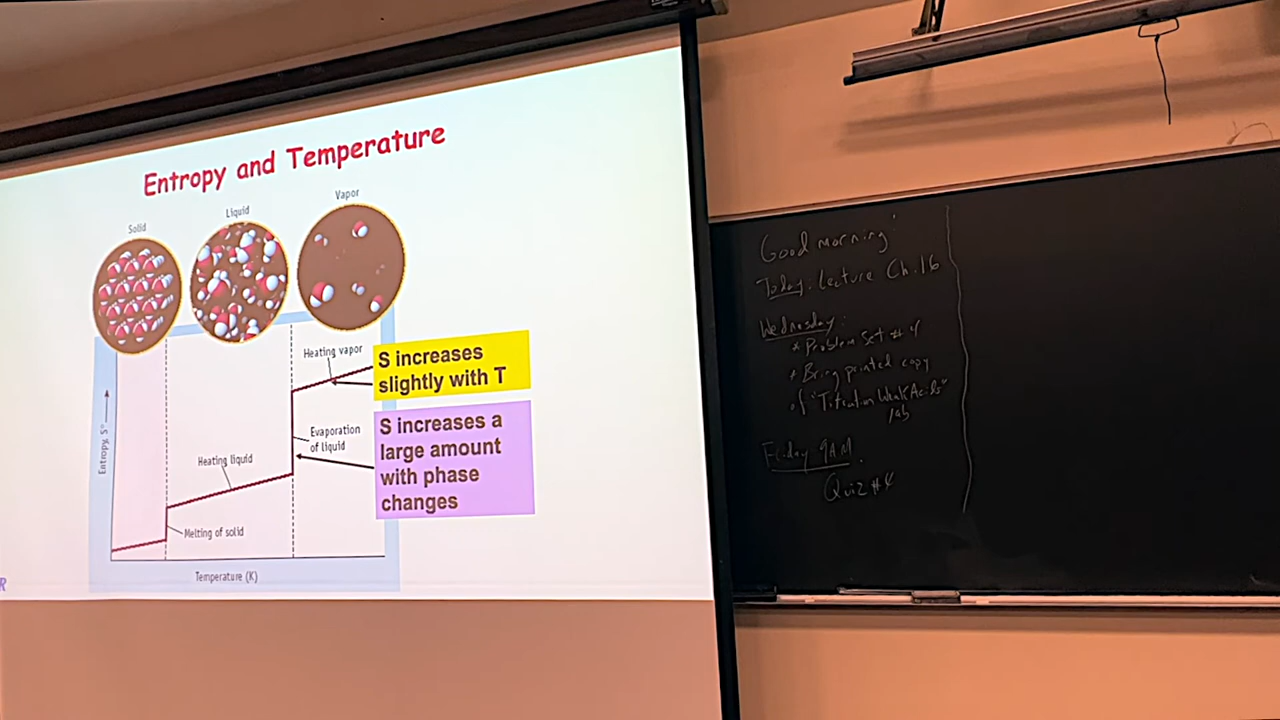 Entropy and Temperature
Solid
Liquid
Vapor
Heating vapor
S increases
slightly with T
Evaporation
of liquid
S increases a
large amount
with phase
changes
Heating liquid
Melting of solid
Entropy, S°
Temperature (K)
R
Good morning!
Today: Lecture Ch. 16
Wednesday:
* Problem Set # 4
* Bring printed copy
of "Titration Weak Acids"
lab
Friday 9AM
Quiz #4